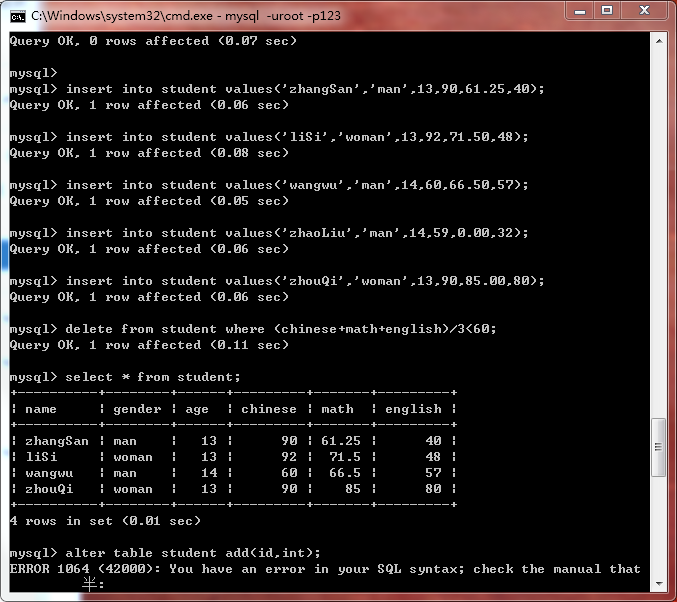 C:\Windows\system32\cmd.exe - mysql  -uroot -p123
Query OK, 0 rows affected (0.07 sec)
mysql>
mysql> insert into student values('zhangSan','man',13,90,61.25,40);
Query OK, 1 row affected (0.06 sec)
mysql> insert into student values('liSi','woman',13,92,71.50,48);
Query OK, 1 row affected (0.08 sec)
mysql> insert into student values('wangwu','man',14,60,66.50,57);
Query OK, 1 row affected (0.05 sec)
mysql> insert into student values('zhaoLiu','man',14,59,0.00,32);
Query OK, 1 row affected (0.06 sec)
mysql> insert into student values('zhouQi','woman',13,90,85.00,80);
Query OK, 1 row affected (0.06 sec)
mysql> delete from student where (chinese+math+english)/3<60;
Query OK, 1 row affected (0.11 sec)
mysql> select * from student;
+----------+--------+------+---------+-------+---------+
| name     | gender | age  | chinese | math  | english |
+----------+--------+------+---------+-------+---------+
| zhangSan | man    |   13 |      90 | 61.25 |      40 |
| liSi     | woman  |   13 |      92 |  71.5 |      48 |
| wangwu   | man    |   14 |      60 |  66.5 |      57 |
| zhouQi   | woman  |   13 |      90 |    85 |      80 |
+----------+--------+------+---------+-------+---------+
4 rows in set (0.01 sec)
mysql> alter table student add(id,int);
ERROR 1064 (42000): You have an error in your SQL syntax; check the manual that
半: